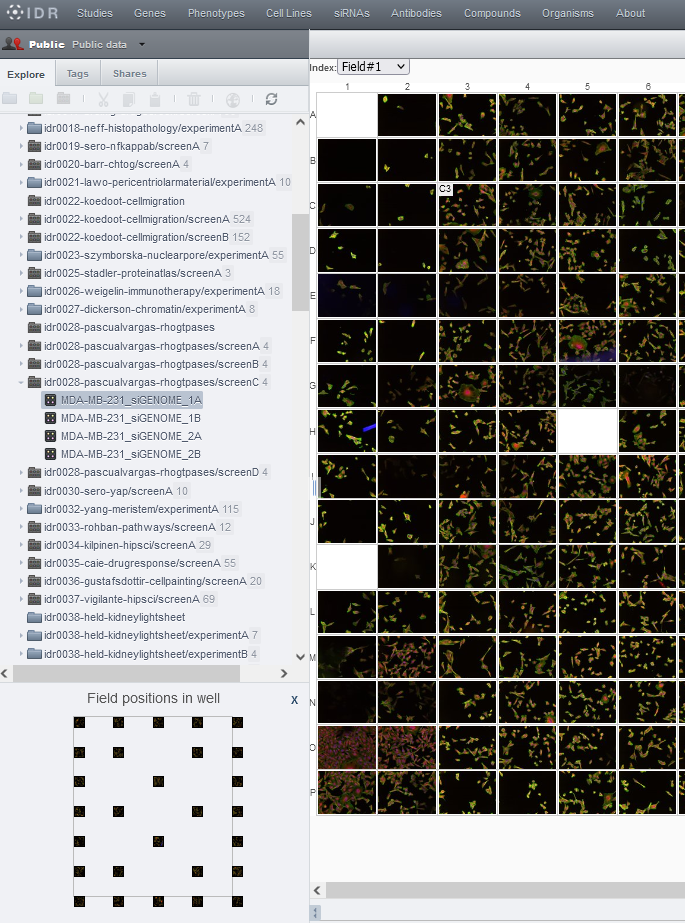 IDR Studies Genes Phenotypes Cell Lines siRNAs Antibodies Compounds Organisms About
Public Public data
Explore Tags Shares
idr0018-neff-histopathology/experimentA 248
idr0019-sero-nfkappab/screenA 7
idr0020-barr-chtog/screenA 4
idr0021-lawo-pericentriolarmaterial/experimentA 10
idr0022-koedoot-cellmigration
idr0022-koedoot-cellmigration/screenA 524
idr0022-koedoot-cellmigration/screenB 152
idr0023-szymborska-nuclearpore/experimentA 55
idr0025-stadler-proteinatlas/screenA 3
idr0026-weigelin-immunotherapy/experimentA 18
idr0027-dickerson-chromatin/experimentA 8
idr0028-pascualvargas-rhogtpases
idr0028-pascualvargas-rhogtpases/screenA 4
idr0028-pascualvargas-rhogtpases/screenB 4
idr0028-pascualvargas-rhogtpases/screenC 4
MDA-MB-231_siGENOME_1A
MDA-MB-231_siGENOME_1B
MDA-MB-231_siGENOME_2A
MDA-MB-231_siGENOME_2B
idr0028-pascualvargas-rhogtpases/screenD 4
idr0030-sero-yap/screenA 10
idr0032-yang-meristem/experimentA 115
idr0033-rohban-pathways/screenA 12
idr0034-kilpinen-hipsci/screenA 29
idr0035-caie-drugresponse/screenA 55
idr0036-gustafsdottir-cellpainting/screenA 20
idr0037-vigilante-hipsci/screenA 69
idr0038-held-kidneylightsheet
idr0038-held-kidneylightsheet/experimentA 7
idr0038-held-kidneylightsheet/experimentB 4
Field positions in well X
Index: Field#1
1 2 3 4 5 6
A
B
C C3
D
E
F
G
H
I
J
K
L
M
N
O
P